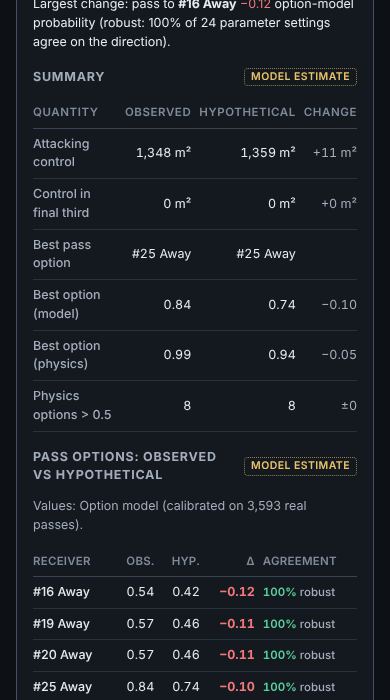 Largest change: pass to #16 Away −0.12 option-model
probability (robust: 100% of 24 parameter settings
agree on the direction).
SUMMARY MODEL ESTIMATE
QUANTITY OBSERVED HYPOTHETICAL CHANGE
Attacking
control 1,348 m² 1,359 m² +11 m²
Control in
final third 0 m² 0 m² +0 m²
Best pass
option #25 Away #25 Away
Best option
(model) 0.84 0.74 −0.10
Best option
(physics) 0.99 0.94 −0.05
Physics
options > 0.5 8 8 ±0
PASS OPTIONS: OBSERVED
VS HYPOTHETICAL MODEL ESTIMATE
Values: Option model (calibrated on 3,593 real
passes).
RECEIVER OBS. HYP. Δ AGREEMENT
#16 Away 0.54 0.42 −0.12 100% robust
#19 Away 0.57 0.46 −0.11 100% robust
#20 Away 0.57 0.46 −0.11 100% robust
#25 Away 0.84 0.74 −0.10 100% robust